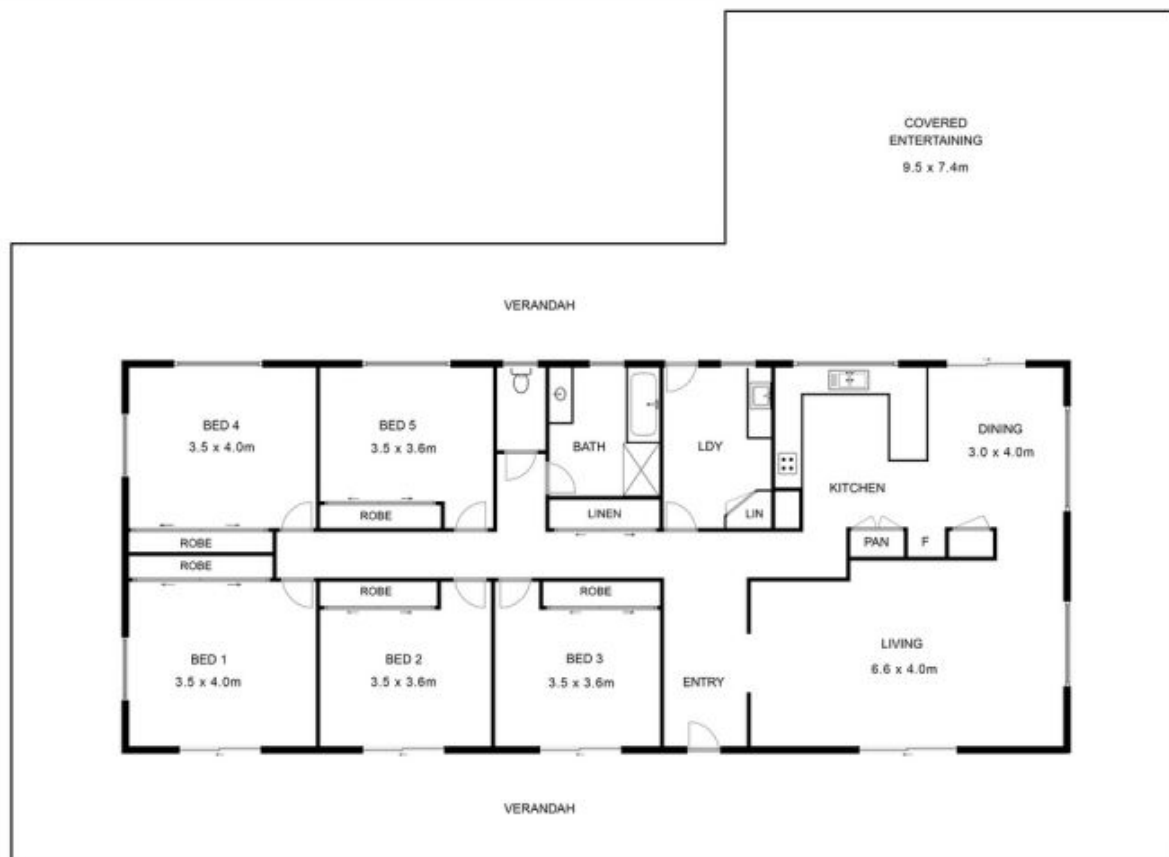 COVERED
ENTERTAINING
9.5 x 7.4m
VERANDAH
BED 4
3.5 x 4.0m
BED 5
3.5 x 3.6m
BATH
LDY
DINING
3.0 x 4.0m
KITCHEN
ROBE
LINEN
LIN
ROBE
PAN
F
ROBE
ROBE
ROBE
BED 1
3.5 x 4.0m
BED 2
3.5 x 3.6m
BED 3
3.5 x 3.6m
ENTRY
LIVING
6.6 x 4.0m
VERANDAH